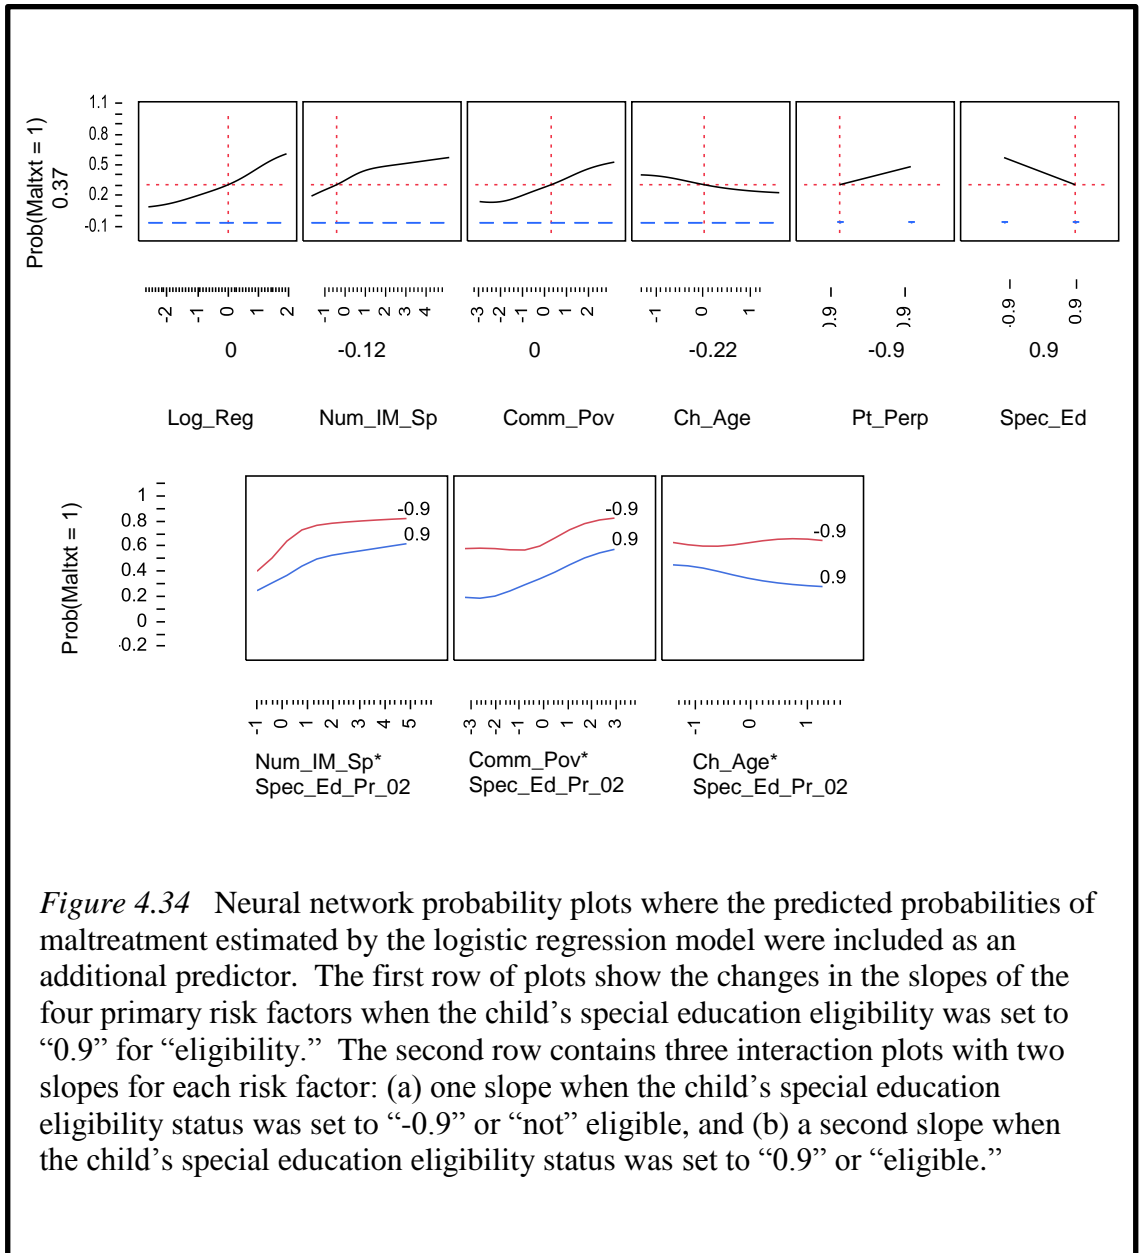 1.1
0.8
0.5
0.2
-0.1
Prob(Maltxt = 1)
0.37
-2 -1 0 1 2
-1 0 1 2 3 4
-3 -2 -1 0 1 2
-1 0 1
0.9 0.9
-0.9 0.9
0 -0.12 0 -0.22 -0.9 0.9
Log_Reg Num_IM_Sp Comm_Pov Ch_Age Pt_Perp Spec_Ed
Prob(Maltxt = 1)
1
0.8
0.6
0.4
0.2
0
0.2
-0.9
0.9
-0.9
0.9
-0.9
0.9
-1 0 1 2 3 4 5
-3 -2 -1 0 1 2 3
-1 0 1
Num_IM_Sp* Comm_Pov* Ch_Age*
Spec_Ed_Pr_02 Spec_Ed_Pr_02 Spec_Ed_Pr_02
Figure 4.34 Neural network probability plots where the predicted probabilities of
maltreatment estimated by the logistic regression model were included as an
additional predictor. The first row of plots show the changes in the slopes of the
four primary risk factors when the child’s special education eligibility was set to
“0.9” for “eligibility.” The second row contains three interaction plots with two
slopes for each risk factor: (a) one slope when the child’s special education
eligibility status was set to “-0.9” or “not” eligible, and (b) a second slope when
the child’s special education eligibility status was set to “0.9” or “eligible.”